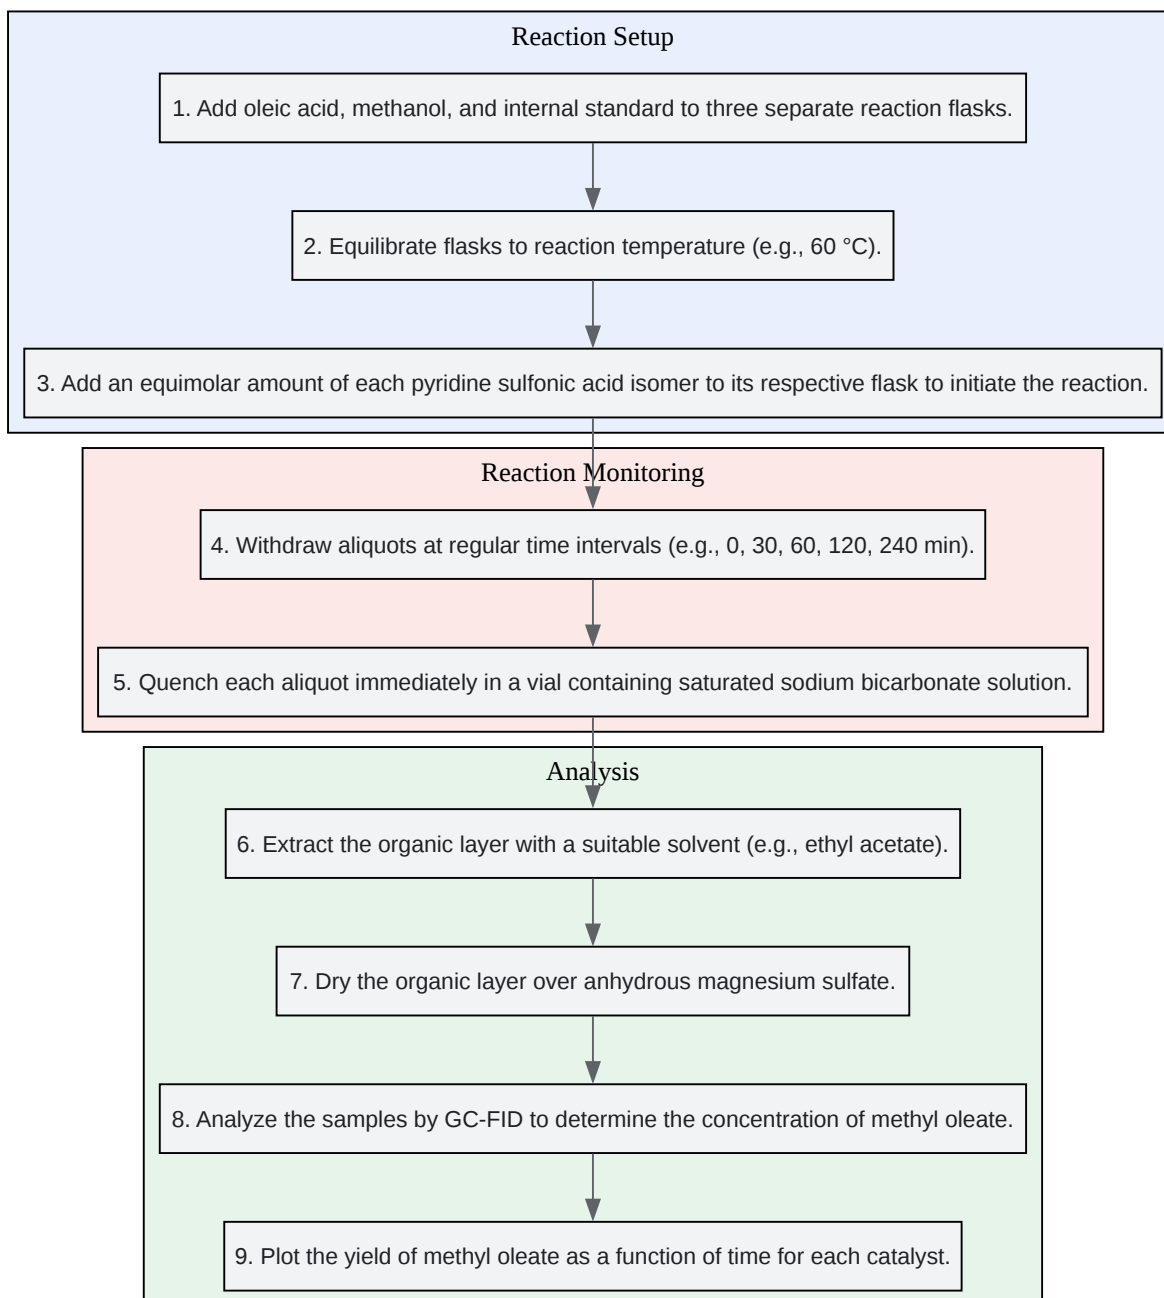 Reaction Setup
1. Add oleic acid, methanol, and internal standard to three separate reaction flasks.
2. Equilibrate flasks to reaction temperature (e.g., 60 °C).
3. Add an equimolar amount of each pyridine sulfonic acid isomer to its respective flask to initiate the reaction.
Reaction Monitoring
4. Withdraw aliquots at regular time intervals (e.g., 0, 30, 60, 120, 240 min).
5. Quench each aliquot immediately in a vial containing saturated sodium bicarbonate solution.
Analysis
6. Extract the organic layer with a suitable solvent (e.g., ethyl acetate).
7. Dry the organic layer over anhydrous magnesium sulfate.
8. Analyze the samples by GC-FID to determine the concentration of methyl oleate.
9. Plot the yield of methyl oleate as a function of time for each catalyst.